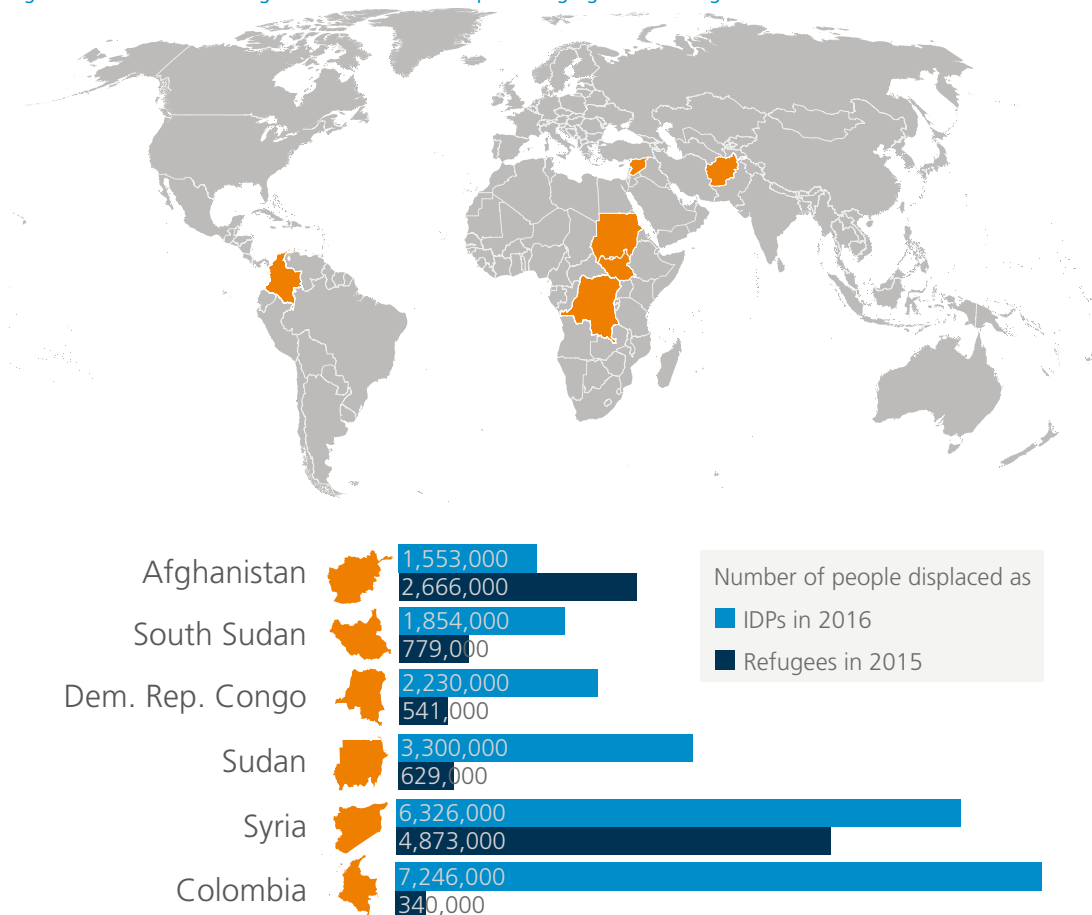 Afghanistan
1,553,000
2,666,000
South Sudan
1,854,000
779,000
Dem. Rep. Congo
2,230,000
541,000
Sudan
3,300,000
629,000
Syria
6,326,000
4,873,000
Colombia
7,246,000
340,000
Number of people displaced as
IDPs in 2016
Refugees in 2015